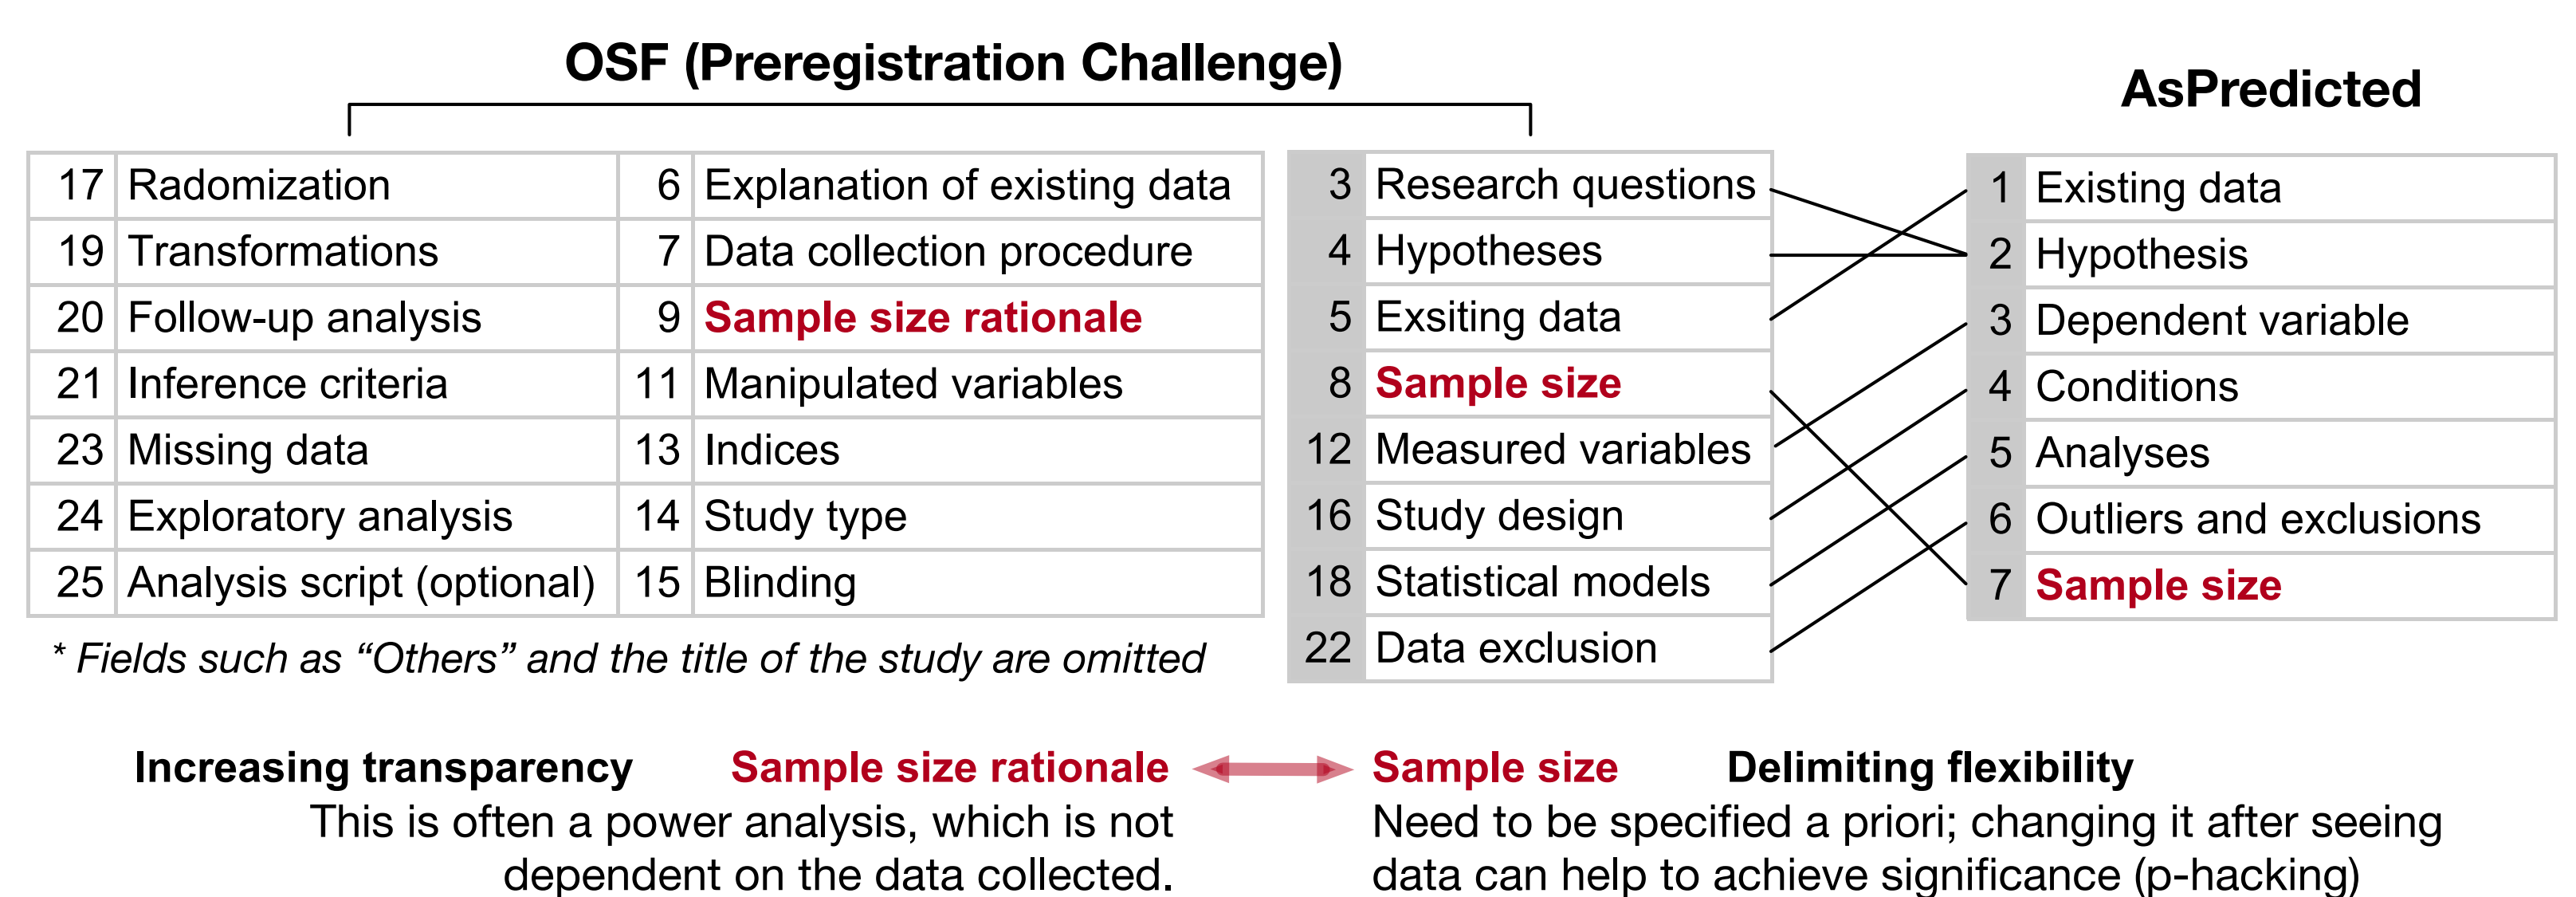 OSF (Preregistration Challenge)
AsPredicted
17 Radomization 6 Explanation of existing data
19 Transformations 7 Data collection procedure
20 Follow-up analysis 9 Sample size rationale
21 Inference criteria 11 Manipulated variables
23 Missing data 13 Indices
24 Exploratory analysis 14 Study type
25 Analysis script (optional) 15 Blinding
* Fields such as “Others” and the title of the study are omitted
3 Research questions
4 Hypotheses
5 Exsiting data
8 Sample size
12 Measured variables
16 Study design
18 Statistical models
22 Data exclusion
1 Existing data
2 Hypothesis
3 Dependent variable
4 Conditions
5 Analyses
6 Outliers and exclusions
7 Sample size
Increasing transparency Sample size rationale
This is often a power analysis, which is not
dependent on the data collected.
Sample size Delimiting flexibility
Need to be specified a priori; changing it after seeing
data can help to achieve significance (p-hacking)